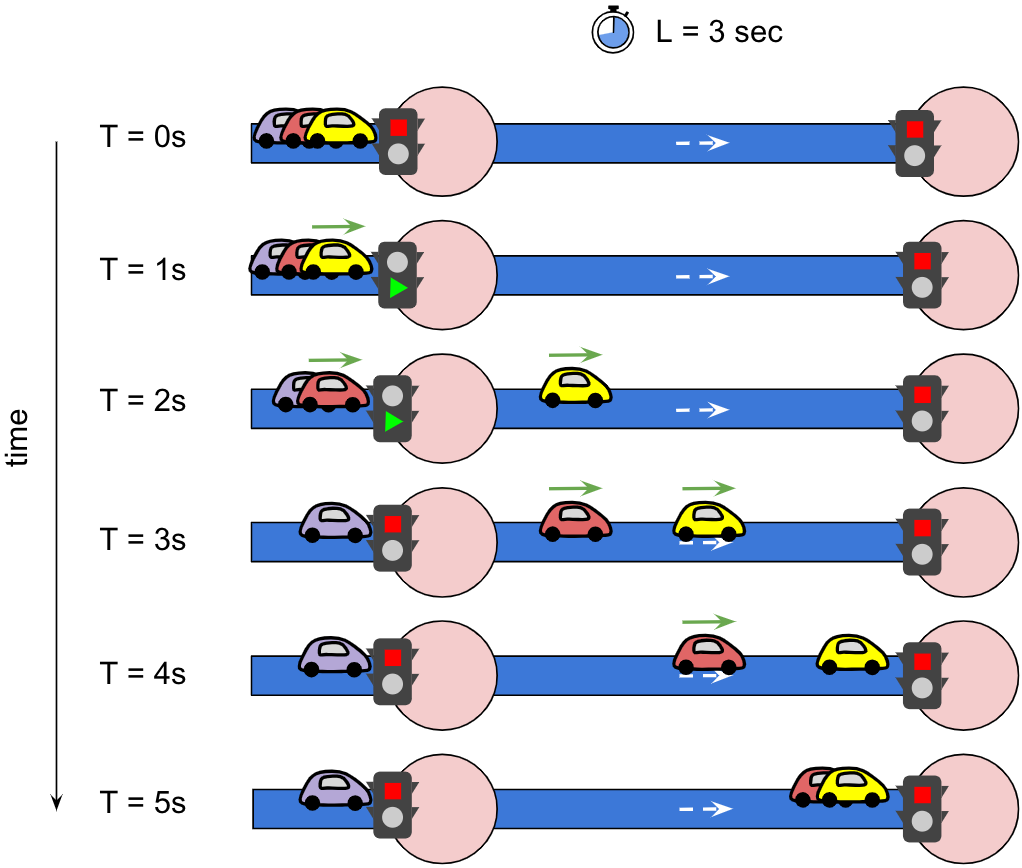 L = 3 sec
T = 0s
T = 1s
T = 2s
T = 3s
T = 4s
T = 5s
time